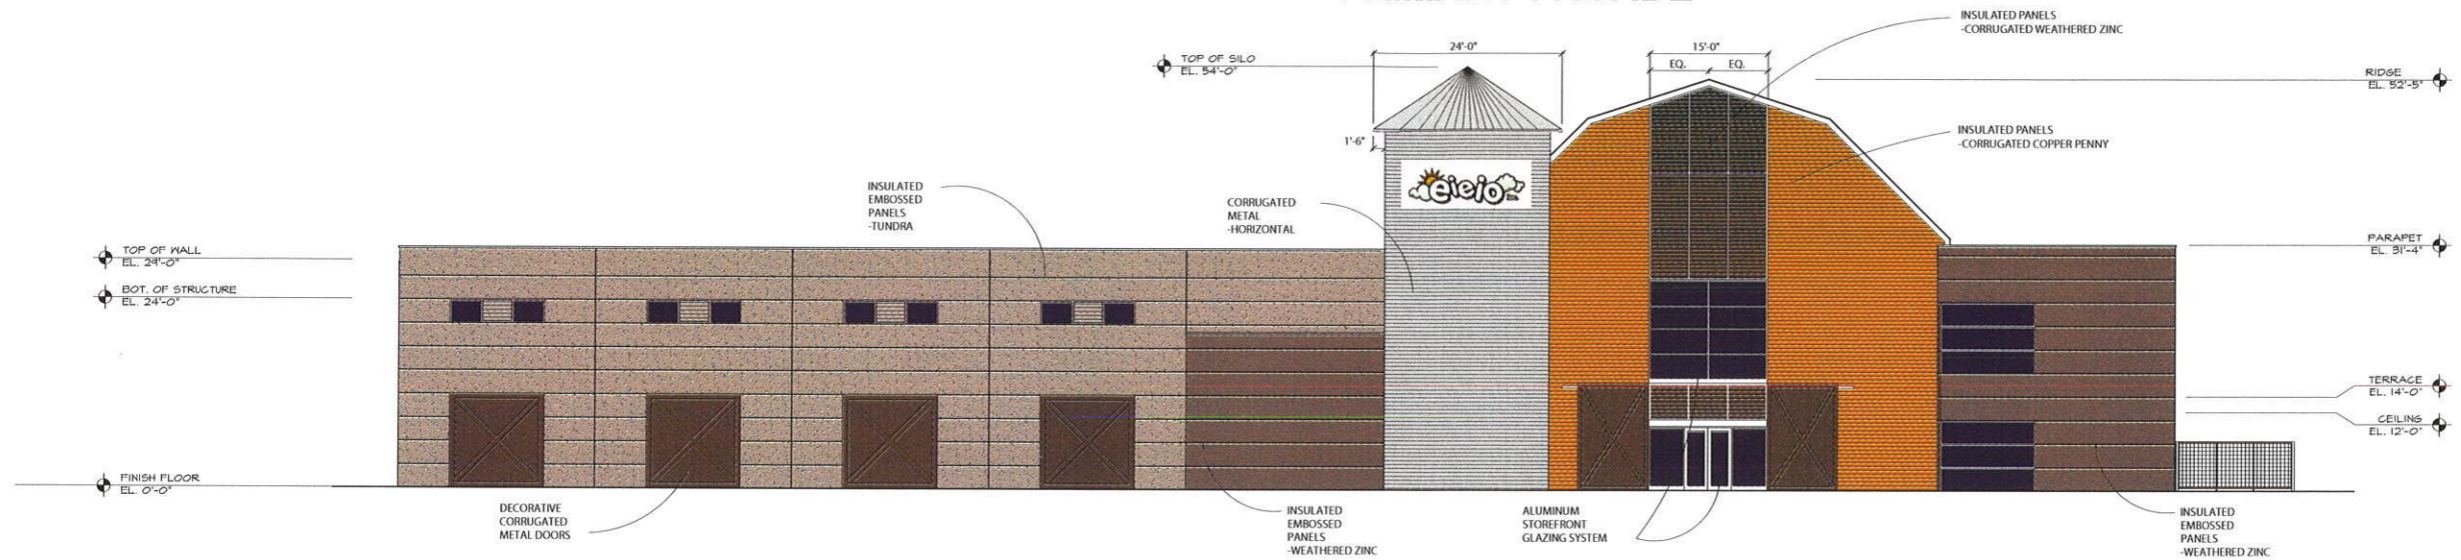 INSULATED PANELS
-CORRUGATED WEATHERED ZINC
24'-0"
15'-0"
TOP OF SILO
EL. 54'-0"
EQ.
EQ.
RIDGE
EL. 52'-5"
1'-6"
INSULATED PANELS
-CORRUGATED COPPER PENNY
INSULATED
EMBOSSED
PANELS
-TUNDRA
eieio
CORRUGATED
METAL
-HORIZONTAL
TOP OF WALL
EL. 29'-0"
PARAPET
EL. 31'-4"
BOT. OF STRUCTURE
EL. 24'-0"
TERRACE
EL. 14'-0"
CEILING
EL. 12'-0"
FINISH FLOOR
EL. 0'-0"
DECORATIVE
CORRUGATED
METAL DOORS
INSULATED
EMBOSSED
PANELS
-WEATHERED ZINC
ALUMINUM
STOREFRONT
GLAZING SYSTEM
INSULATED
EMBOSSED
PANELS
-WEATHERED ZINC